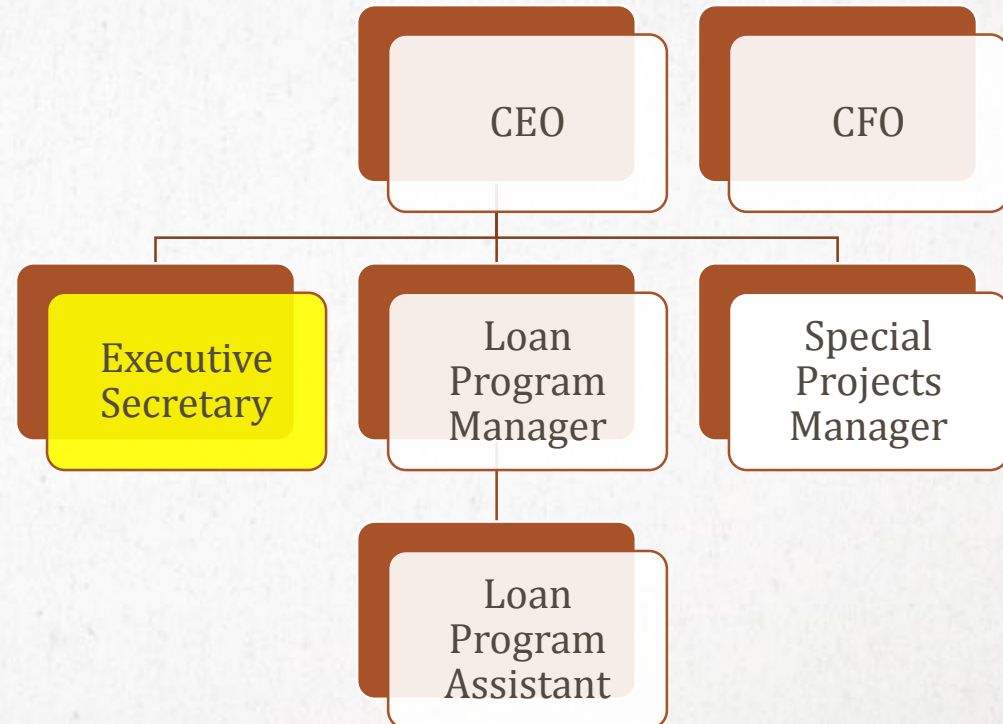 CEO
CFO
Executive
Secretary
Loan
Program
Manager
Special
Projects
Manager
Loan
Program
Assistant